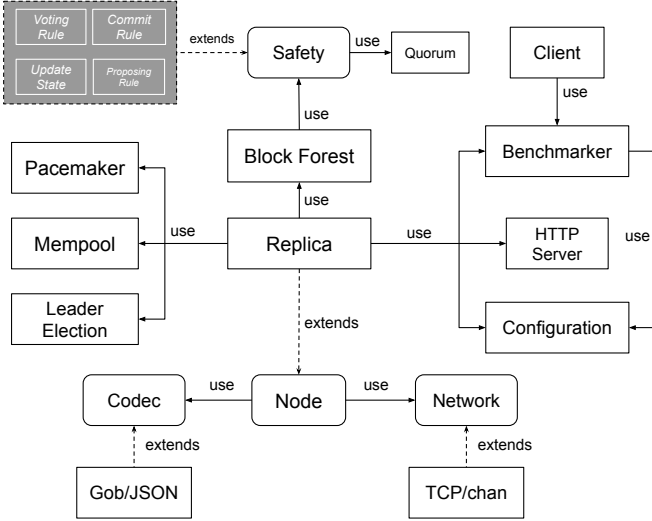 Voting
Rule
Commit
Rule
Update
State
Proposing
Rule
extends
Safety
use
Quorum
Client
use
use
Block Forest
Benchmarker
Pacemaker
use
Mempool
use
Replica
use
HTTP
Server
use
Leader
Election
extends
Configuration
Codec
use
Node
use
Network
extends
extends
Gob/JSON
TCP/chan